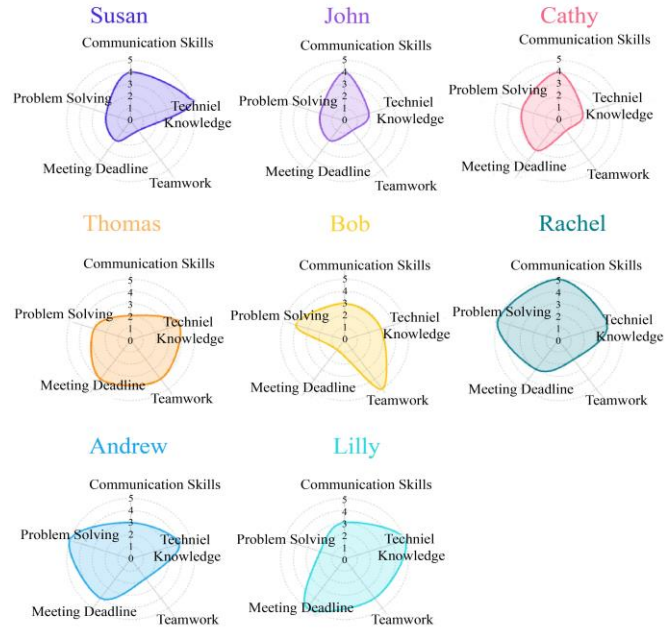 Susan
Communication Skills
5
4
3
2
1
0
Problem Solving
Techniel
Knowledge
Meeting Deadline
Teamwork
John
Communication Skills
5
4
3
2
1
0
Problem Solving
Techniel
Knowledge
Meeting Deadline
Teamwork
Cathy
Communication Skills
5
4
3
2
1
0
Problem Solving
Techniel
Knowledge
Meeting Deadline
Teamwork
Thomas
Communication Skills
5
4
3
2
1
0
Problem Solving
Techniel
Knowledge
Meeting Deadline
Teamwork
Bob
Communication Skills
5
4
3
2
1
0
Problem Solving
Techniel
Knowledge
Meeting Deadline
Teamwork
Rachel
Communication Skills
5
4
3
2
1
0
Problem Solving
Techniel
Knowledge
Meeting Deadline
Teamwork
Andrew
Communication Skills
5
4
3
2
1
0
Problem Solving
Techniel
Knowledge
Meeting Deadline
Teamwork
Lilly
Communication Skills
5
4
3
2
1
0
Problem Solving
Techniel
Knowledge
Meeting Deadline
Teamwork